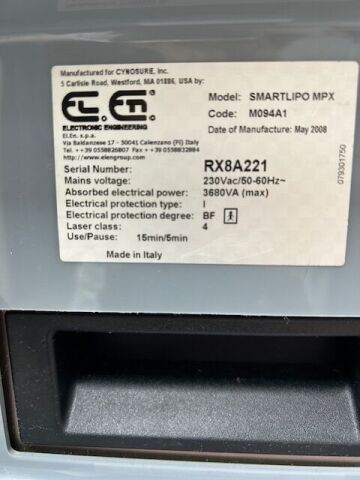 Manufactured for CYNOSURE, Inc.
5 Carlisle Road, Westford, MA 01886, USA by:
El.En.
ELECTRONIC ENGINEERING
El.En. s.p.a.
Via Baldanzese 17 - 50041 Calenzano (FI) Italy
Tel. ++39 0558826807 Fax ++39 0558832884
www.elengroup.com
Model: SMARTLIPO MPX
Code: M094A1
Date of Manufacture: May 2008
Serial Number: RX8A221
Mains voltage: 230Vac/50-60Hz~
Absorbed electrical power: 3680VA (max)
Electrical protection type: I
Electrical protection degree: BF
Laser class: 4
Use/Pause: 15min/5min
Made in Italy
079301750